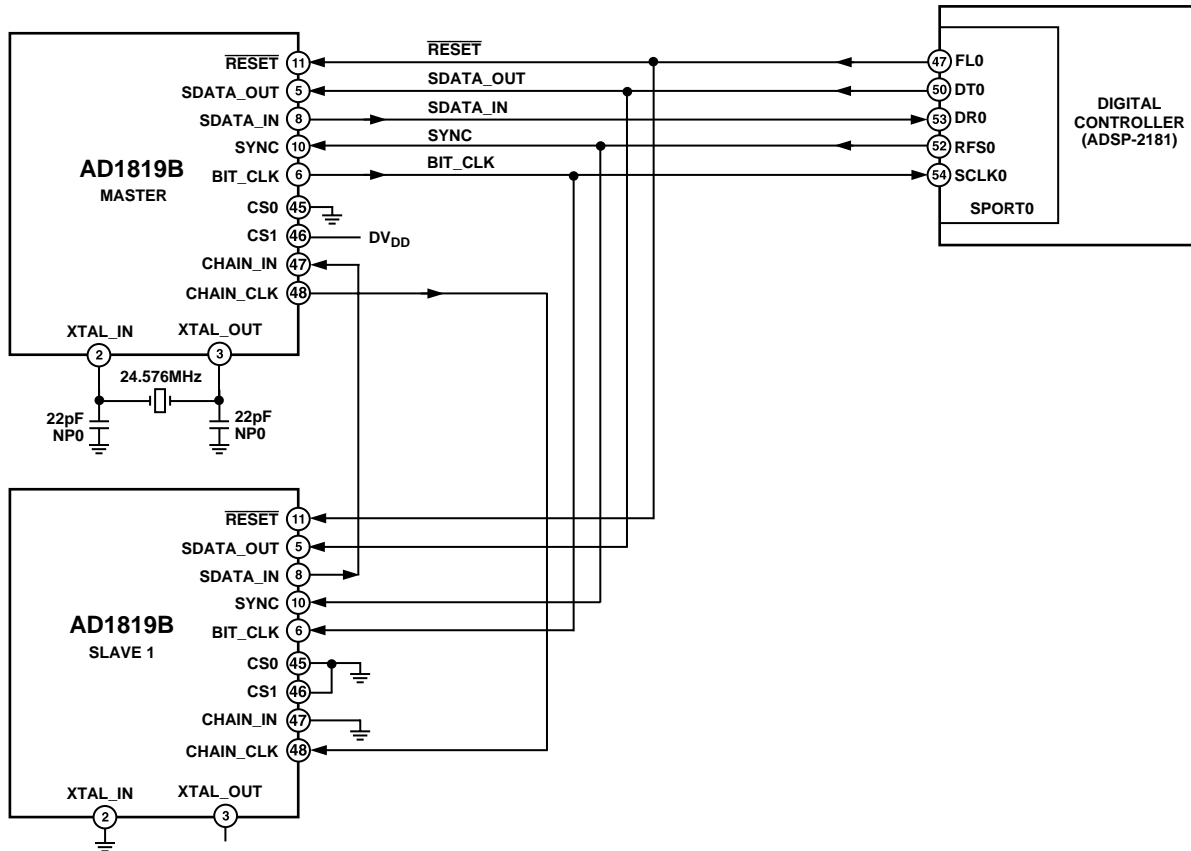 RESET 11 RESET 47 FL0
SDATA_OUT 5 SDATA_OUT 50 DT0
SDATA_IN 8 SDATA_IN 53 DR0
SYNC 10 SYNC 52 RFS0
BIT_CLK 6 BIT_CLK 54 SCLK0
AD1819B
MASTER
CS0 45
CS1 46 DVDD
CHAIN_IN 47
CHAIN_CLK 48
XTAL_IN XTAL_OUT
2 3
24.576MHz
22pF
NP0
22pF
NP0
DIGITAL
CONTROLLER
(ADSP-2181)
SPORT0
RESET 11
SDATA_OUT 5
SDATA_IN 8
SYNC 10
BIT_CLK 6
AD1819B
SLAVE 1
CS0 45
CS1 46
CHAIN_IN 47
CHAIN_CLK 48
XTAL_IN XTAL_OUT
2 3